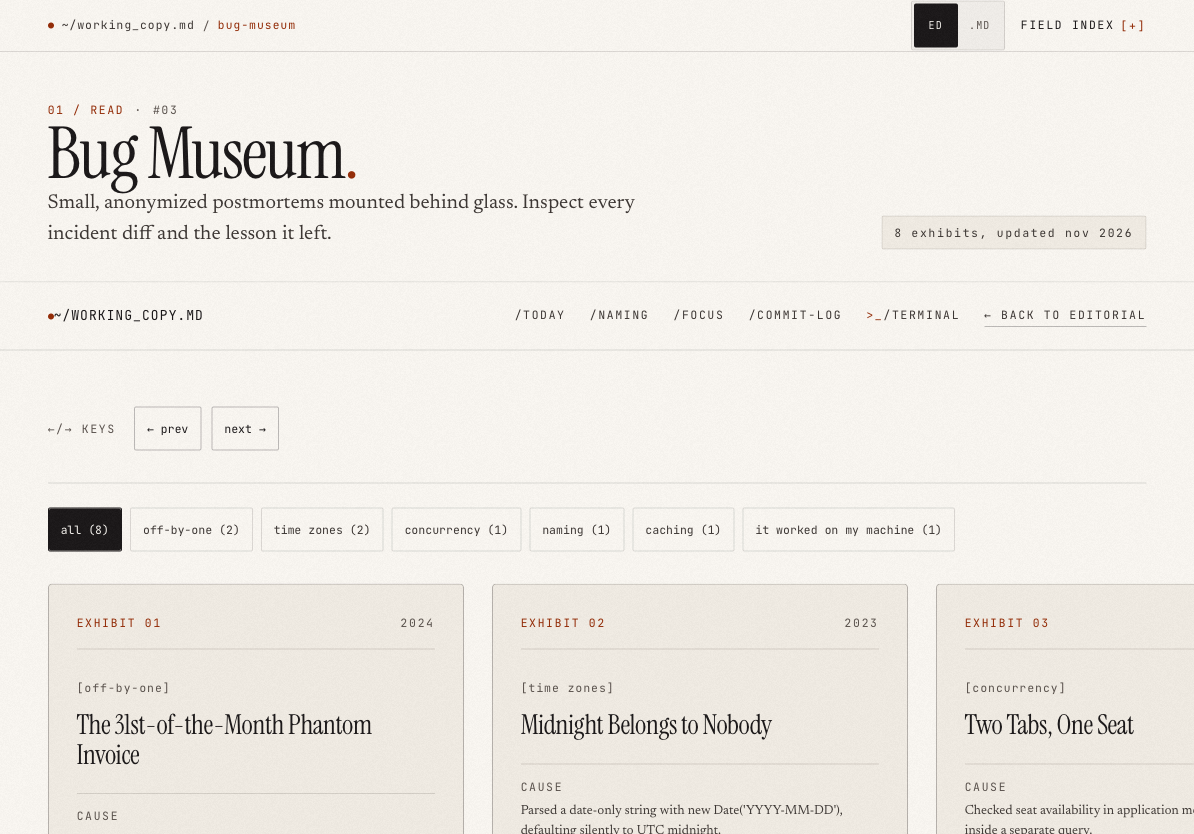 ● ~/working_copy.md / bug-museum
ED .MD FIELD INDEX [+]
01 / READ · #03
Bug Museum.
Small, anonymized postmortems mounted behind glass. Inspect every
incident diff and the lesson it left.
8 exhibits, updated nov 2026
●~/WORKING_COPY.MD
/TODAY /NAMING /FOCUS /COMMIT-LOG >_/TERMINAL ← BACK TO EDITORIAL
←/→ KEYS ← prev next →
all (8) off-by-one (2) time zones (2) concurrency (1) naming (1) caching (1) it worked on my machine (1)
EXHIBIT 01 2024
[off-by-one]
The 31st-of-the-Month Phantom
Invoice
CAUSE
EXHIBIT 02 2023
[time zones]
Midnight Belongs to Nobody
CAUSE
Parsed a date-only string with new Date('YYYY-MM-DD'),
defaulting silently to UTC midnight.
EXHIBIT 03
[concurrency]
Two Tabs, One Seat
CAUSE
Checked seat availability in application
inside a separate query.